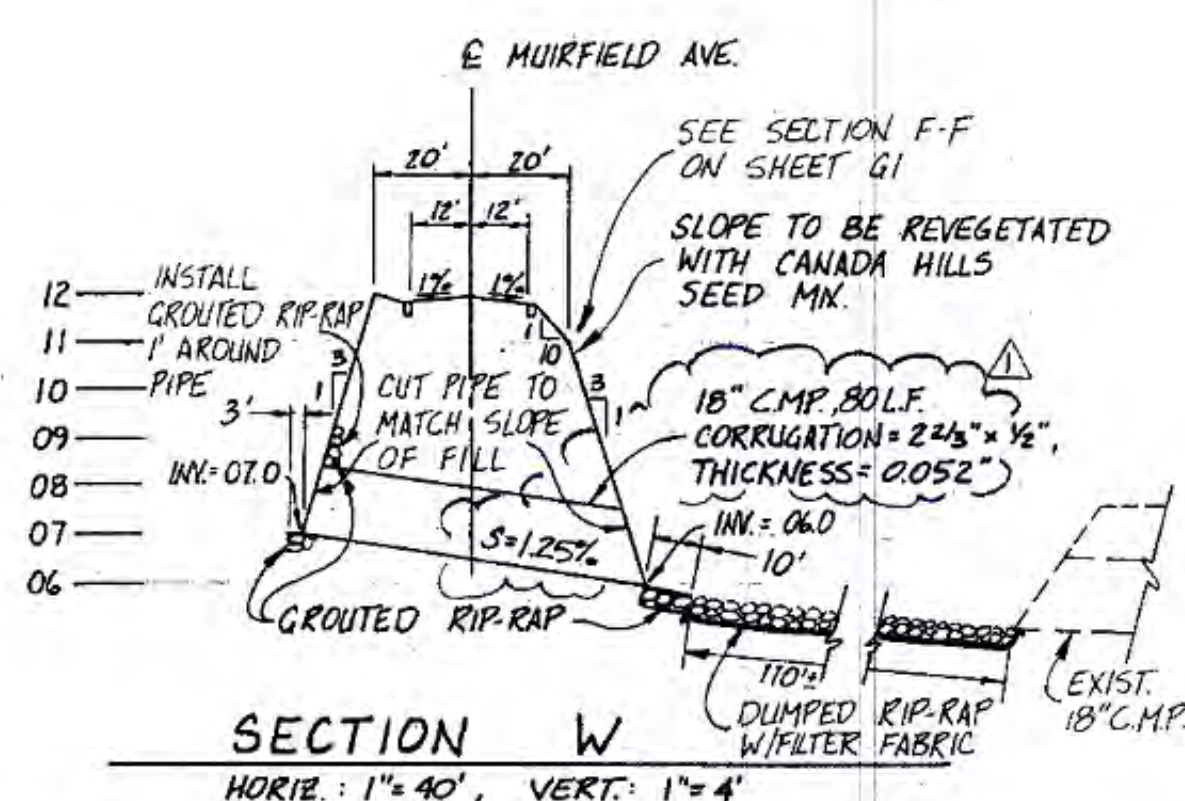 ℄ MUIRFIELD AVE.
SEE SECTION F-F
ON SHEET G1
20' 20'
12' 12'
SLOPE TO BE REVEGETATED
WITH CANADA HILLS
SEED MIX.
1% 1%
12
INSTALL
GROUTED RIP-RAP
1' AROUND
PIPE
11
10
09
08
07
06
3
1
1
10
3
1
3'
CUT PIPE TO
MATCH SLOPE
OF FILL
1
18" C.M.P., 80 L.F.
CORRUGATION = 2 2/3" x 1/2",
THICKNESS = 0.052"
INV. = 07.0
INV. = 06.0
S=1.25%
10'
GROUTED RIP-RAP
110'±
DUMPED RIP-RAP
W/FILTER FABRIC
EXIST.
18" C.M.P.
SECTION W
HORIZ.: 1"= 40', VERT.: 1"= 4'